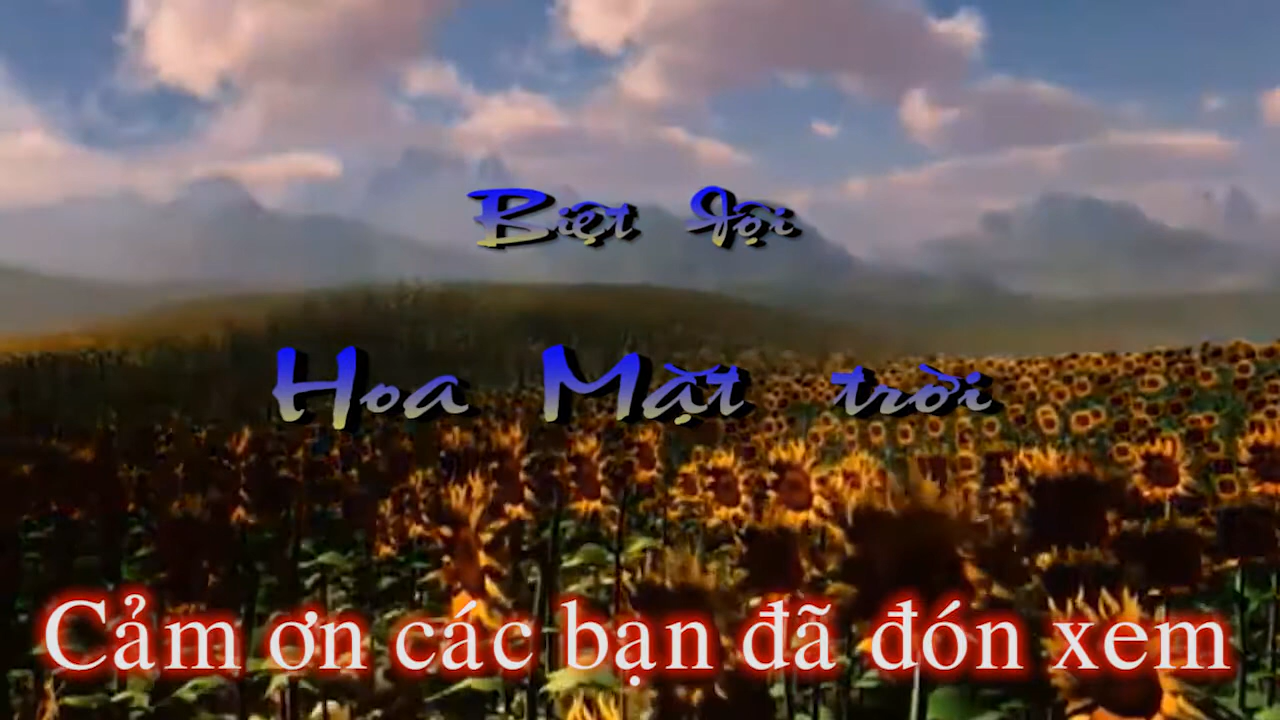 Biệt đội
Hoa Mặt trời
Cảm ơn các bạn đã đón xem